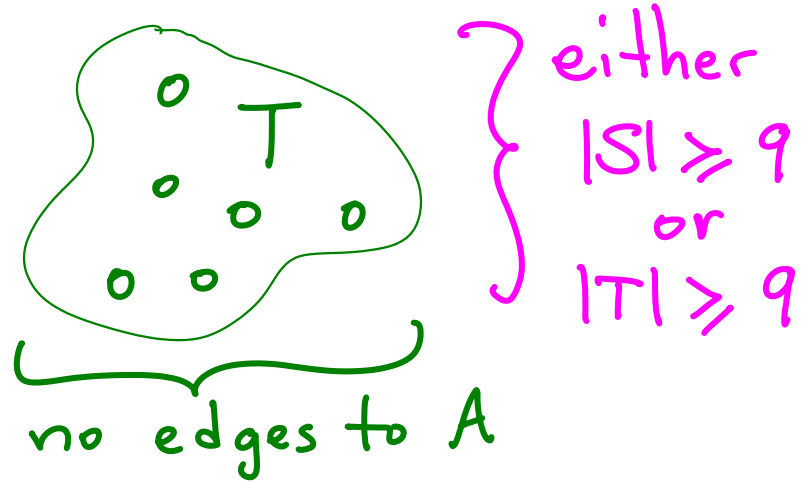 T
either
|S| ⩾ 9
or
|T| ⩾ 9
no edges to A